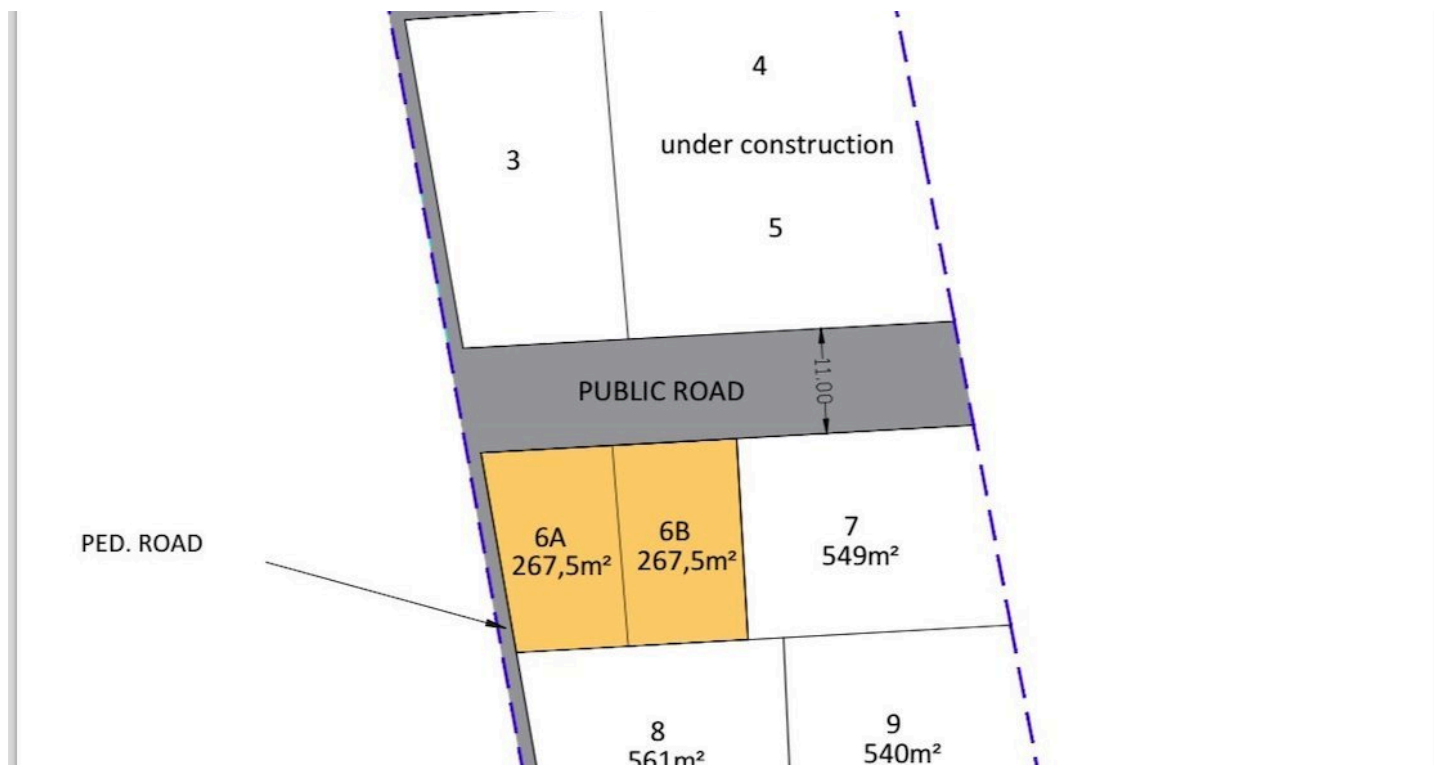 4
under construction
3
5
11.00
PUBLIC ROAD
PED. ROAD
6A
267,5m²
6B
267,5m²
7
549m²
8
561m²
9
540m²